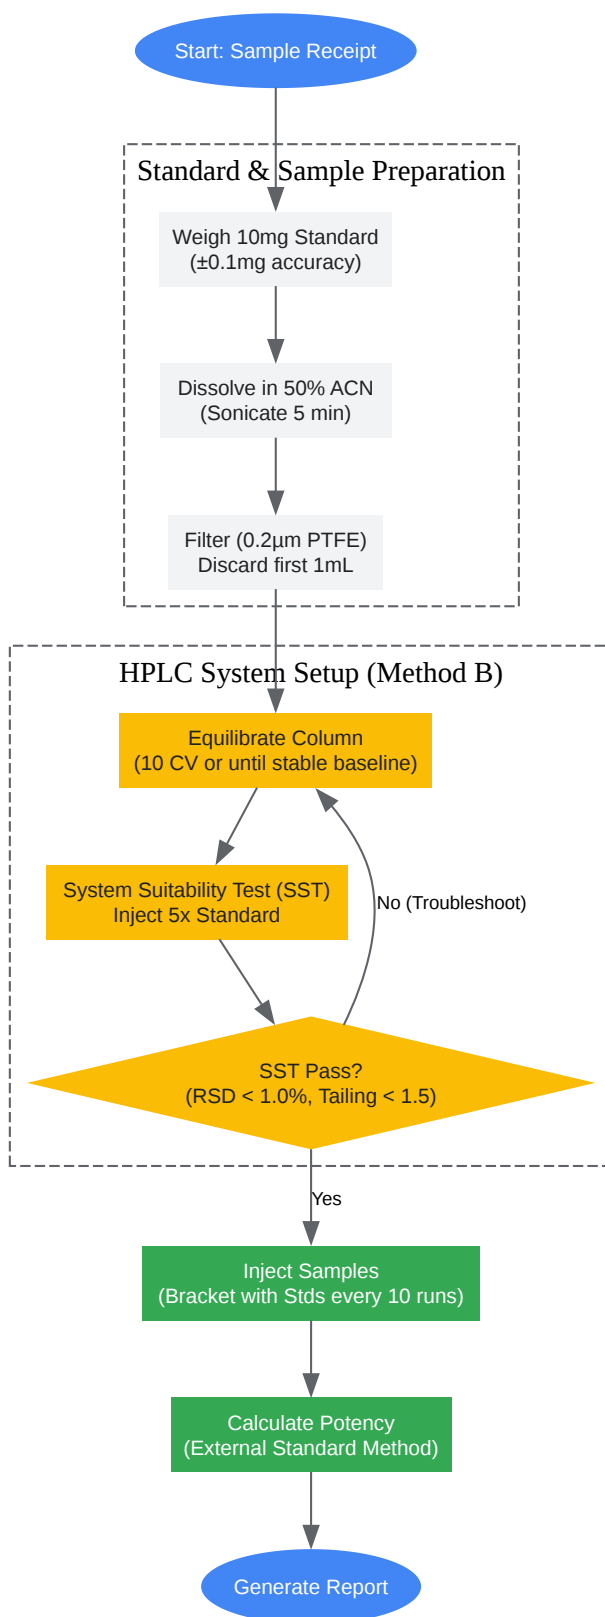 Start: Sample Receipt
Standard & Sample Preparation
Weigh 10mg Standard
(±0.1mg accuracy)
Dissolve in 50% ACN
(Sonicate 5 min)
Filter (0.2µm PTFE)
Discard first 1mL
HPLC System Setup (Method B)
Equilibrate Column
(10 CV or until stable baseline)
System Suitability Test (SST)
Inject 5x Standard
No (Troubleshoot)
SST Pass?
(RSD < 1.0%, Tailing < 1.5)
Yes
Inject Samples
(Bracket with Stds every 10 runs)
Calculate Potency
(External Standard Method)
Generate Report